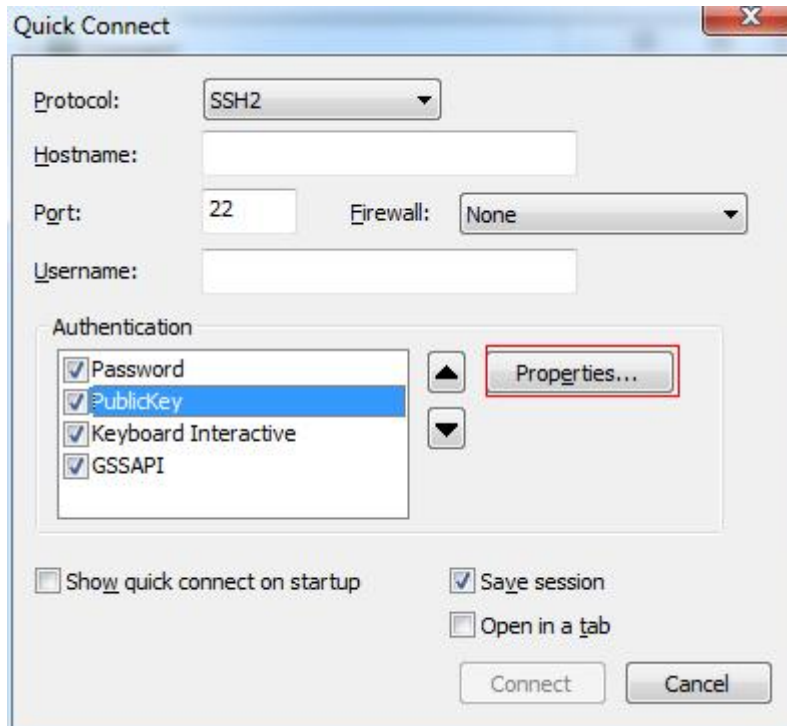 Quick Connect
Protocol: SSH2
Hostname:
Port: 22 Firewall: None
Username:
Authentication
Password
PublicKey
Keyboard Interactive
GSSAPI
Properties...
Show quick connect on startup
Save session
Open in a tab
Connect Cancel